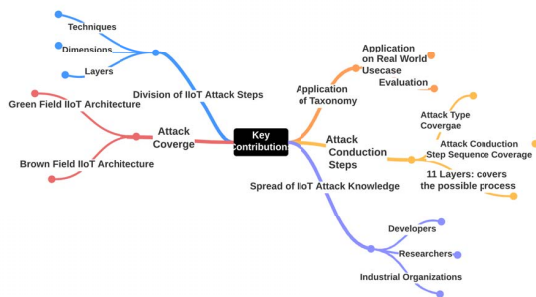 Techniques
Dimensions
Layers
Division of IIoT Attack Steps
Green Field IIoT Architecture
Attack
Coverge
Brown Field IIoT Architecture
Key
Contributions
Application
on Real World
Usecase
Evaluation
Application
of Taxonomy
Attack Type
Covergae
Attack
Conduction
Steps
Attack Conduction
Step Sequence Coverage
11 Layers: covers
the possible process
Spread of IIoT Attack Knowledge
Developers
Researchers
Industrial Organizations